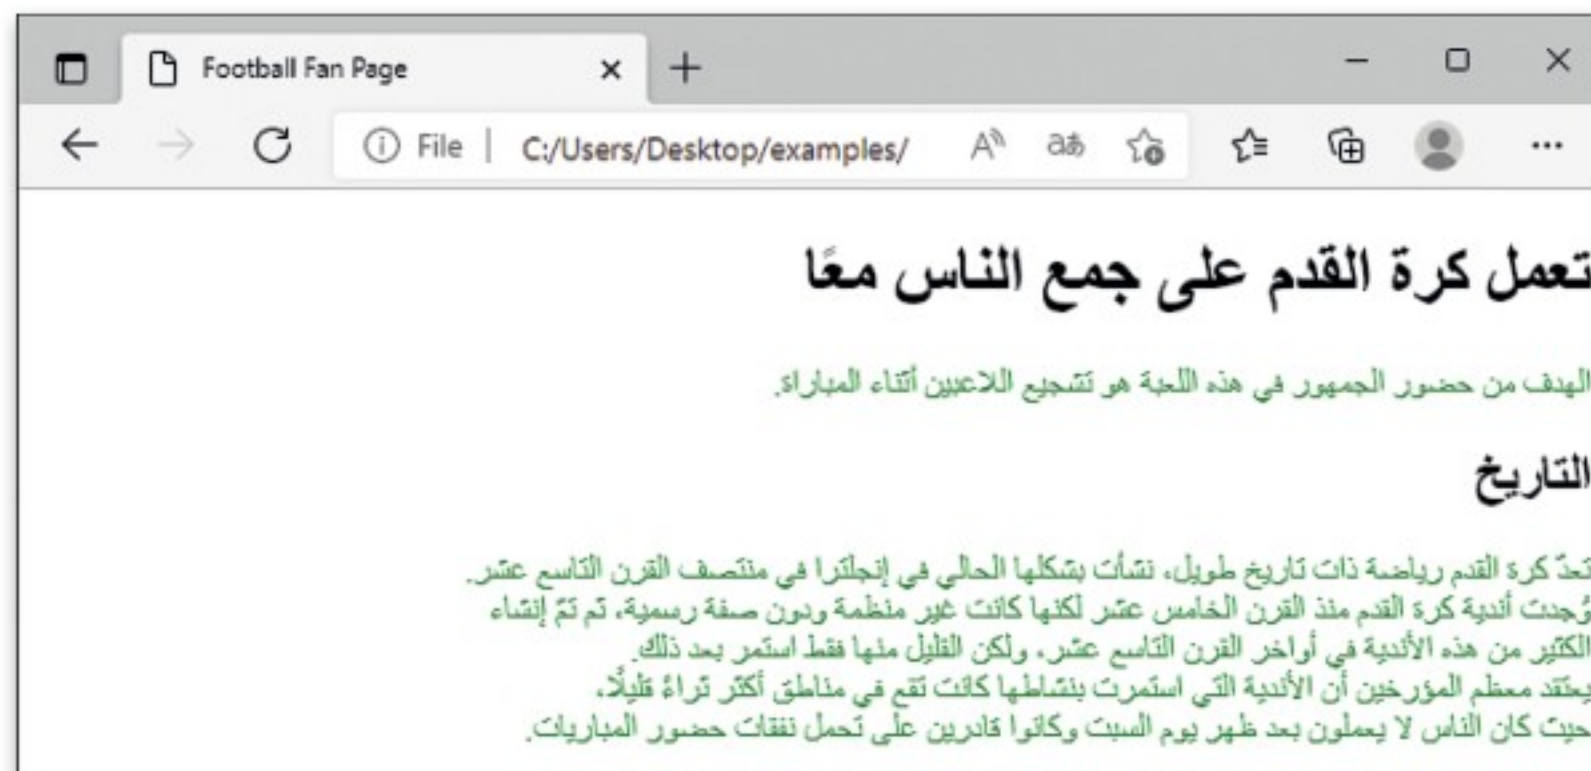 Football Fan Page
File | C:/Users/Desktop/examples/
تعمل كرة القدم على جمع الناس معًا
الهدف من حضور الجمهور في هذه اللعبة هو تشجيع اللاعبين أثناء المباراة.
التاريخ
تعدّ كرة القدم رياضة ذات تاريخ طويل، نشأت بشكلها الحالي في إنجلترا في منتصف القرن التاسع عشر.
وُجدت أندية كرة القدم منذ القرن الخامس عشر لكنها كانت غير منظمة ودون صفة رسمية، ثم تمّ إنشاء
الكثير من هذه الأندية في أواخر القرن التاسع عشر، ولكن القليل منها فقط استمر بعد ذلك.
يعتقد معظم المؤرخين أن الأندية التي استمرت بنشاطها كانت تقع في مناطق أكثر ثراءً قليلًا،
حيث كان الناس لا يعملون بعد ظهر يوم السبت وكانوا قادرين على تحمل نفقات حضور المباريات.